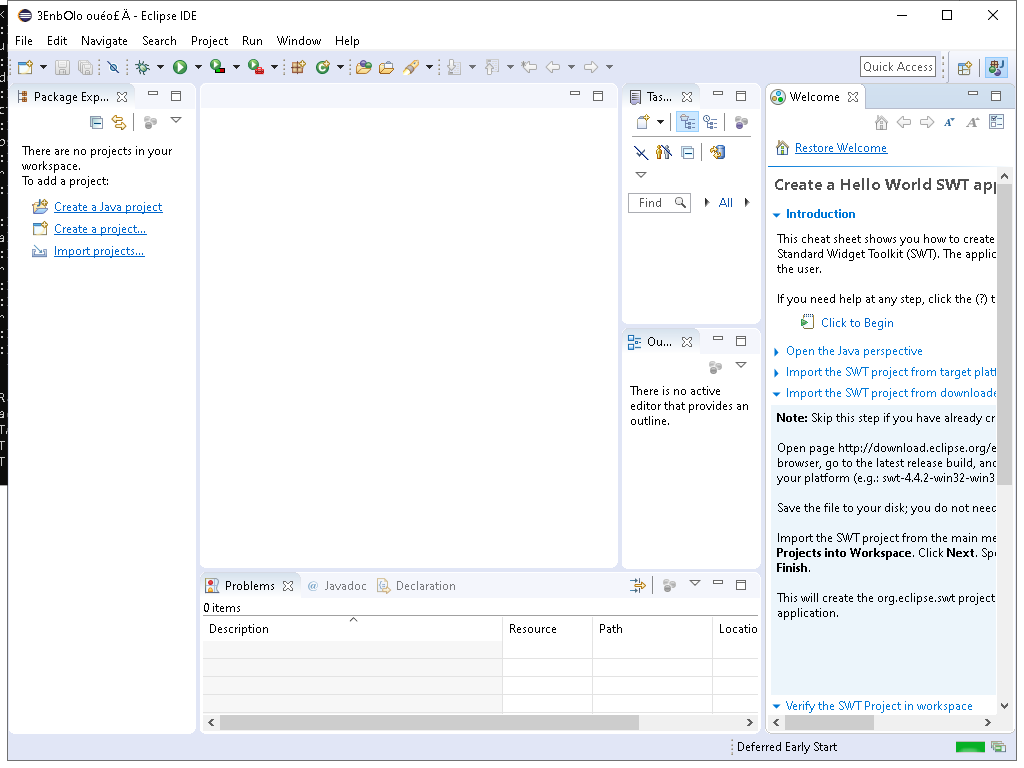 3EnbOlo ouéo£Ä - Eclipse IDE
File Edit Navigate Search Project Run Window Help
Quick Access
Package Exp...
There are no projects in your
workspace.
To add a project:
Create a Java project
Create a project...
Import projects...
Tas...
Find
All
Ou...
There is no active
editor that provides an
outline.
Welcome
Restore Welcome
Create a Hello World SWT app
Introduction
This cheat sheet shows you how to create
Standard Widget Toolkit (SWT). The applic
the user.
If you need help at any step, click the (?) t
Click to Begin
Open the Java perspective
Import the SWT project from target platf
Import the SWT project from downloade
Note: Skip this step if you have already cr
Open page http://download.eclipse.org/e
browser, go to the latest release build, and
your platform (e.g.: swt-4.4.2-win32-win3
Save the file to your disk; you do not need
Import the SWT project from the main me
Projects into Workspace. Click Next. Spe
Finish.
This will create the org.eclipse.swt project
application.
Verify the SWT Project in workspace
Problems @ Javadoc Declaration
0 items
Description Resource Path Locatio
Deferred Early Start